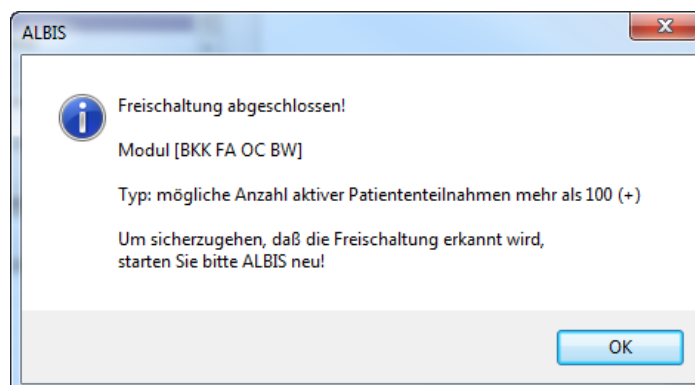 ALBIS
Freischaltung abgeschlossen!
Modul [BKK FA OC BW]
Typ: mögliche Anzahl aktiver Patiententeilnahmen mehr als 100 (+)
Um sicherzugehen, daß die Freischaltung erkannt wird,
starten Sie bitte ALBIS neu!
OK